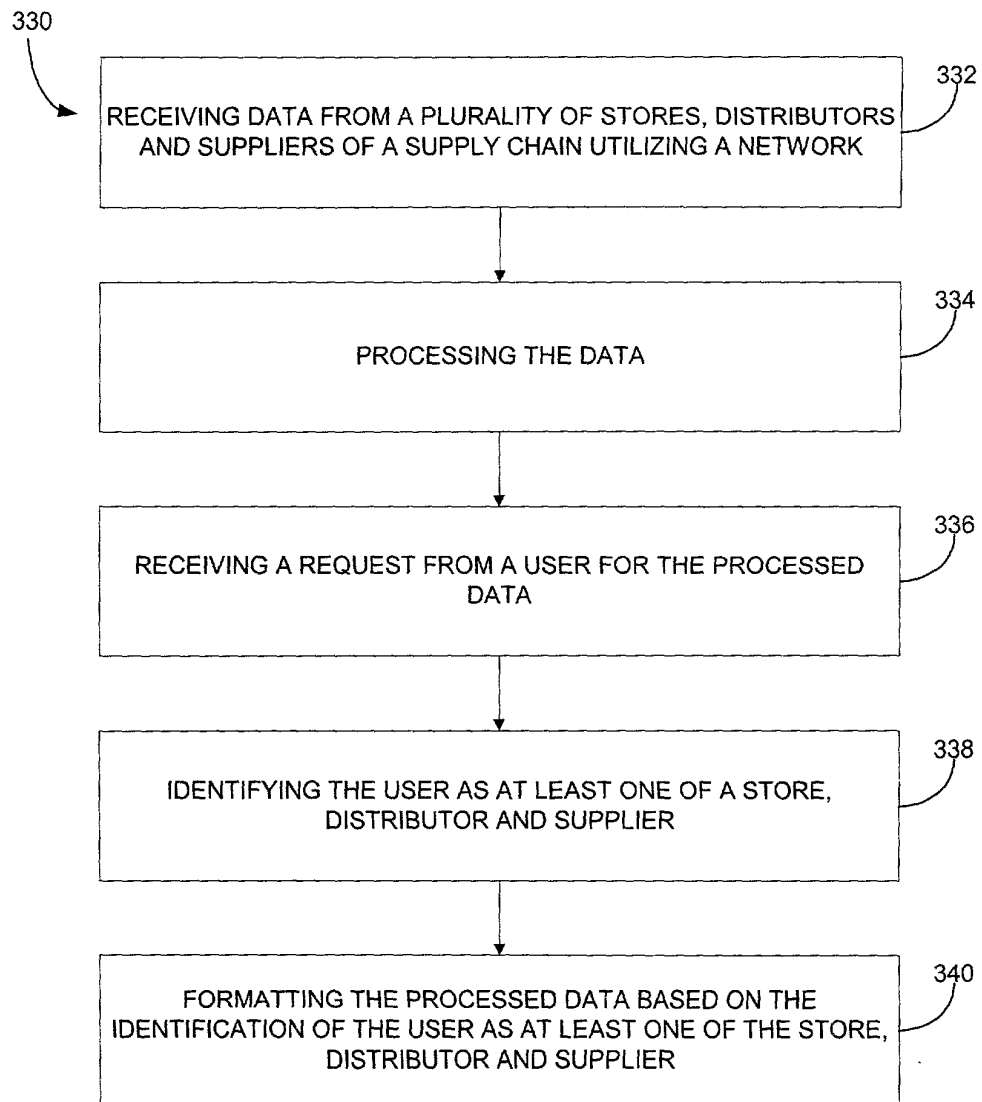 330
332
RECEIVING DATA FROM A PLURALITY OF STORES, DISTRIBUTORS
AND SUPPLIERS OF A SUPPLY CHAIN UTILIZING A NETWORK
334
PROCESSING THE DATA
336
RECEIVING A REQUEST FROM A USER FOR THE PROCESSED
DATA
338
IDENTIFYING THE USER AS AT LEAST ONE OF A STORE,
DISTRIBUTOR AND SUPPLIER
340
FORMATTING THE PROCESSED DATA BASED ON THE
IDENTIFICATION OF THE USER AS AT LEAST ONE OF THE STORE,
DISTRIBUTOR AND SUPPLIER